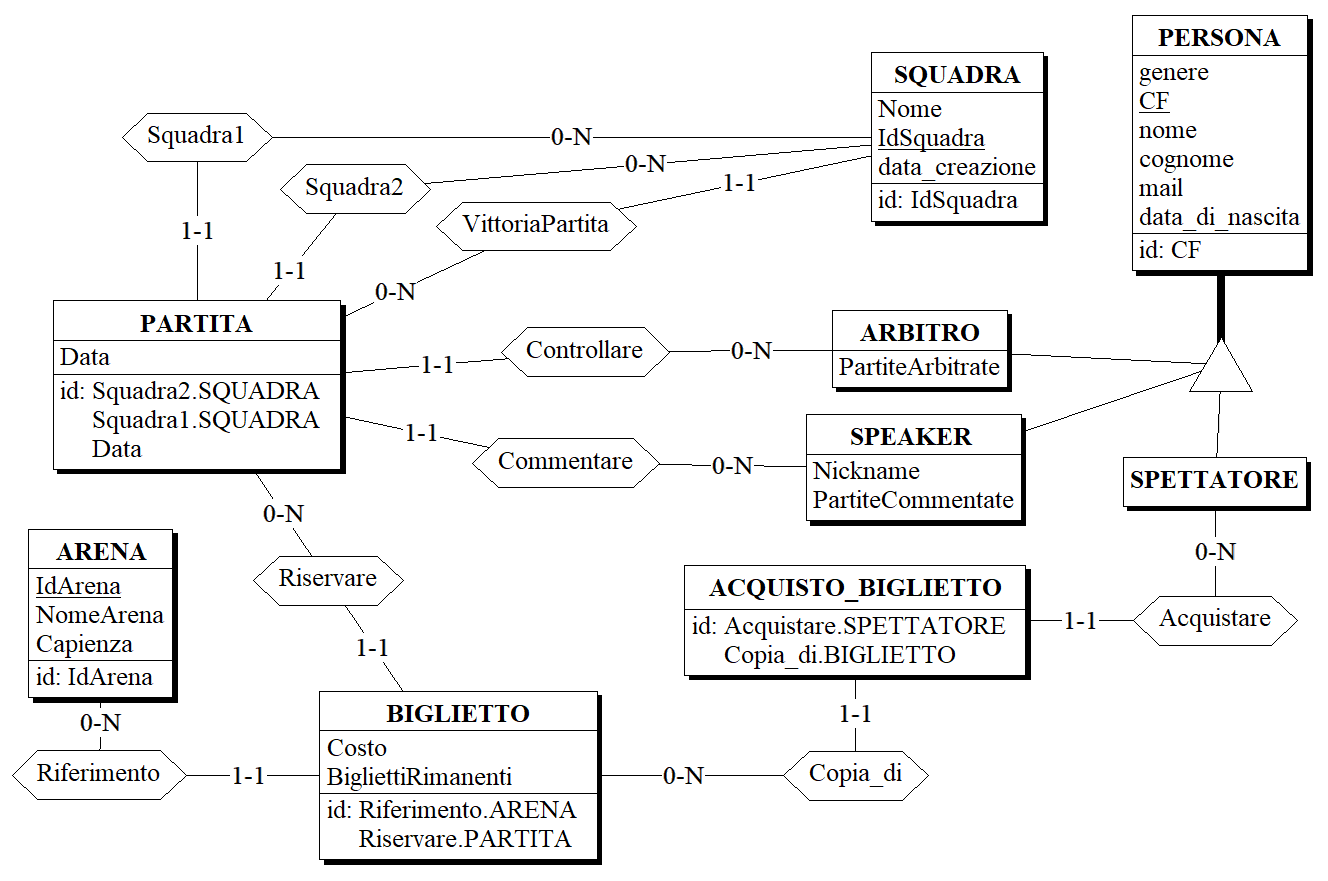 PERSONA
genere
CF
nome
cognome
mail
data_di_nascita
id: CF
SQUADRA
Nome
IdSquadra
data_creazione
id: IdSquadra
Squadra1
0-N
1-1
Squadra2
0-N
1-1
VittoriaPartita
1-1
0-N
PARTITA
Data
id: Squadra2.SQUADRA
Squadra1.SQUADRA
Data
1-1
Controllare
0-N
ARBITRO
PartiteArbitrate
1-1
Commentare
0-N
SPEAKER
Nickname
PartiteCommentate
SPETTATORE
0-N
Acquistare
1-1
ACQUISTO_BIGLIETTO
id: Acquistare.SPETTATORE
Copia_di.BIGLIETTO
1-1
Copia_di
0-N
0-N
Riservare
1-1
ARENA
IdArena
NomeArena
Capienza
id: IdArena
0-N
Riferimento
1-1
BIGLIETTO
Costo
BigliettiRimanenti
id: Riferimento.ARENA
Riservare.PARTITA